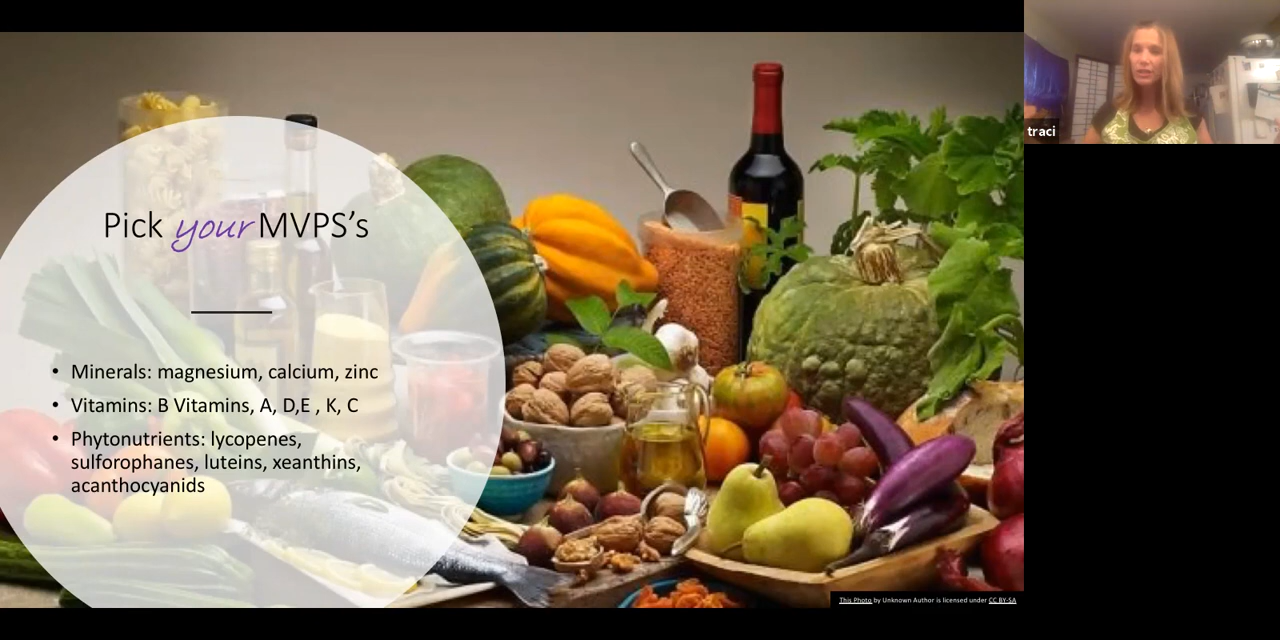 traci
Pick your MVPS's
• Minerals: magnesium, calcium, zinc
• Vitamins: B Vitamins, A, D,E , K, C
• Phytonutrients: lycopenes,
sulforophanes, luteins, xeanthins,
acanthocyanids
This Photo by Unknown Author is licensed under CC BY-SA